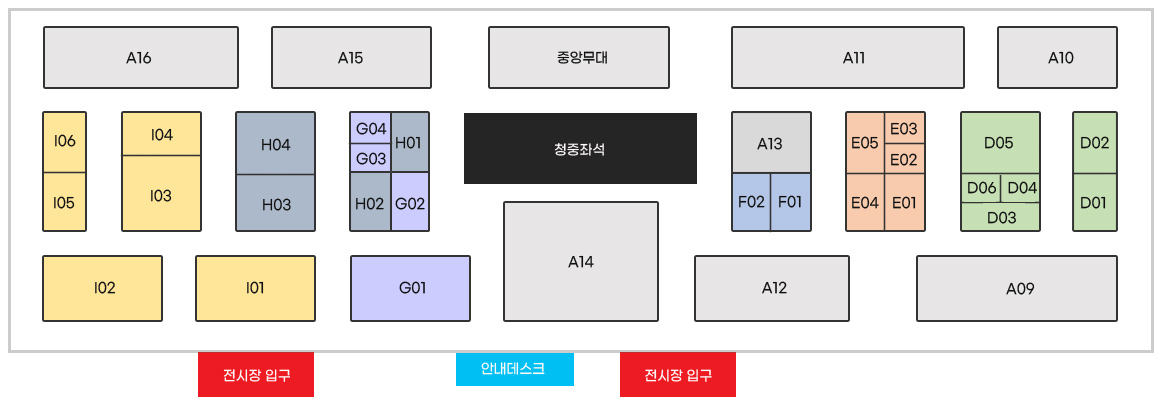 A16
A15
중앙무대
A11
A10
I06
I05
I04
I03
H04
H03
G04
G03
H01
H02
G02
청중좌석
A13
F02
F01
E05
E03
E02
E04
E01
D05
D06
D04
D03
D02
D01
I02
I01
G01
A14
A12
A09
전시장 입구
안내데스크
전시장 입구